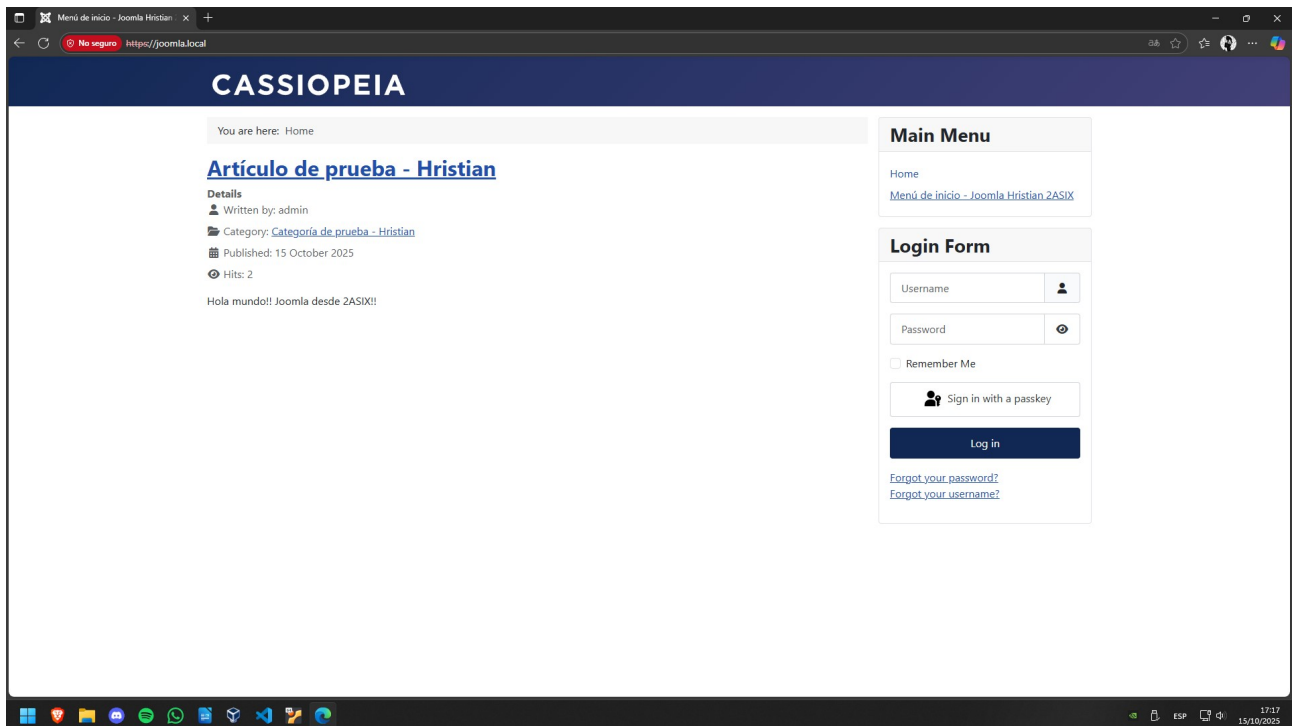 Menú de inicio - Joomla Hristian
No seguro https://joomla.local
CASSIOPEIA
You are here: Home
Artículo de prueba - Hristian
Details
Written by: admin
Category: Categoría de prueba - Hristian
Published: 15 October 2025
Hits: 2
Hola mundo!! Joomla desde 2ASIX!!
Main Menu
Home
Menú de inicio - Joomla Hristian 2ASIX
Login Form
Username
Password
Remember Me
Sign in with a passkey
Log in
Forgot your password?
Forgot your username?
ESP
17:17
15/10/2025